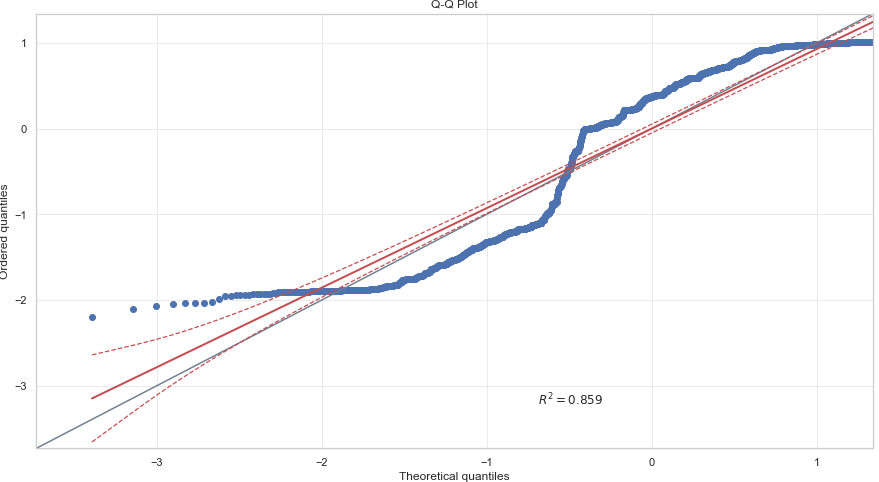 Q-Q Plot
1
0
−1
−2
−3
Ordered quantiles
R² = 0.859
−3 −2 −1 0 1
Theoretical quantiles